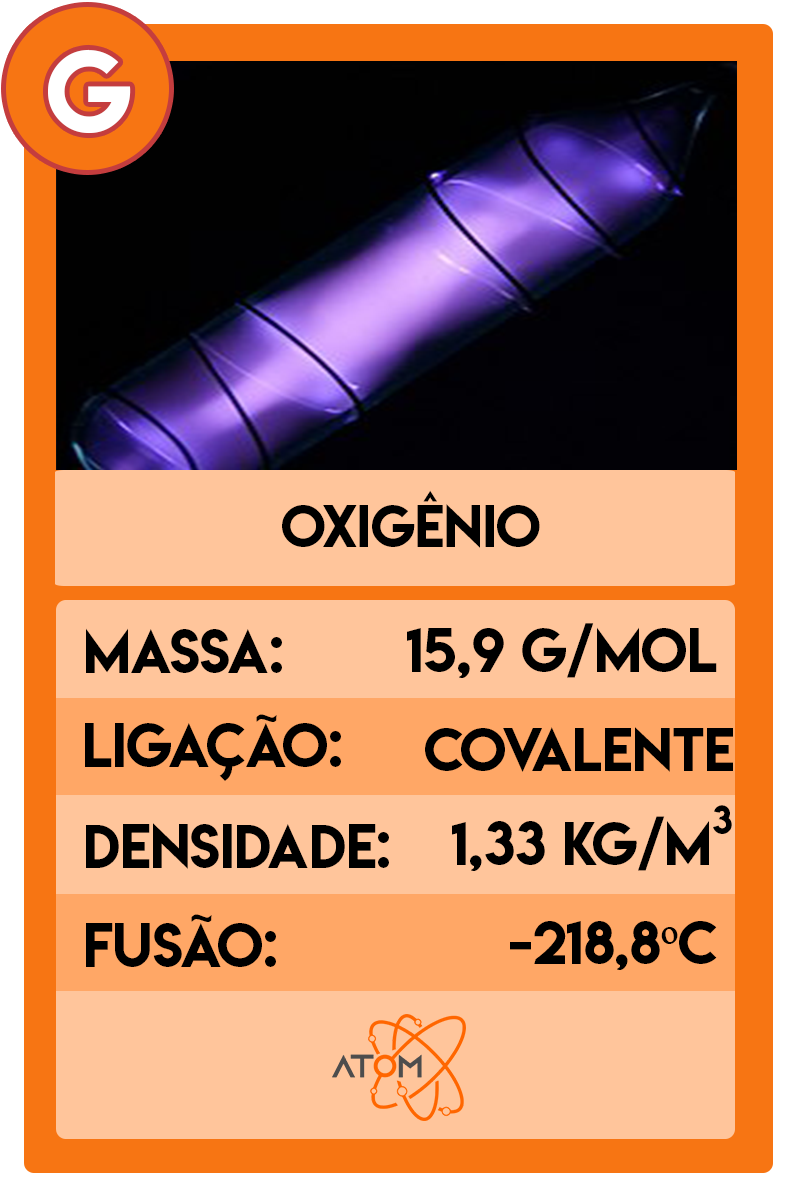 G
OXIGÊNIO
MASSA: 15,9 G/MOL
LIGAÇÃO: COVALENTE
DENSIDADE: 1,33 KG/M³
FUSÃO: -218,8ºC
ATOM